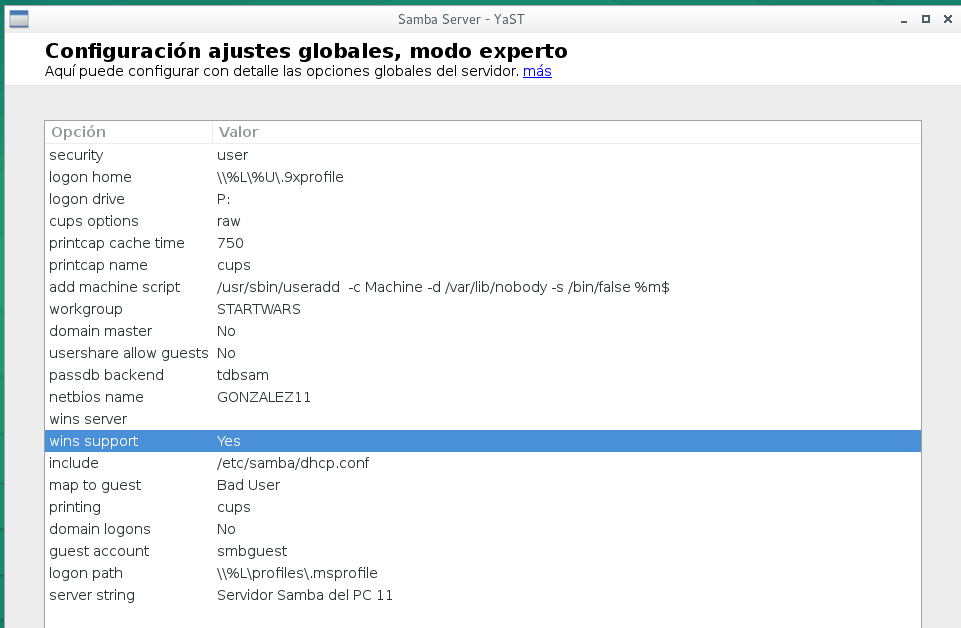 Samba Server - YaST
Configuración ajustes globales, modo experto
Aquí puede configurar con detalle las opciones globales del servidor. más
Opción Valor
security user
logon home \\%L\%U\.9xprofile
logon drive P:
cups options raw
printcap cache time 750
printcap name cups
add machine script /usr/sbin/useradd  -c Machine -d /var/lib/nobody -s /bin/false %m$
workgroup STARTWARS
domain master No
usershare allow guests No
passdb backend tdbsam
netbios name GONZALEZ11
wins server
wins support Yes
include /etc/samba/dhcp.conf
map to guest Bad User
printing cups
domain logons No
guest account smbguest
logon path \\%L\profiles\.msprofile
server string Servidor Samba del PC 11